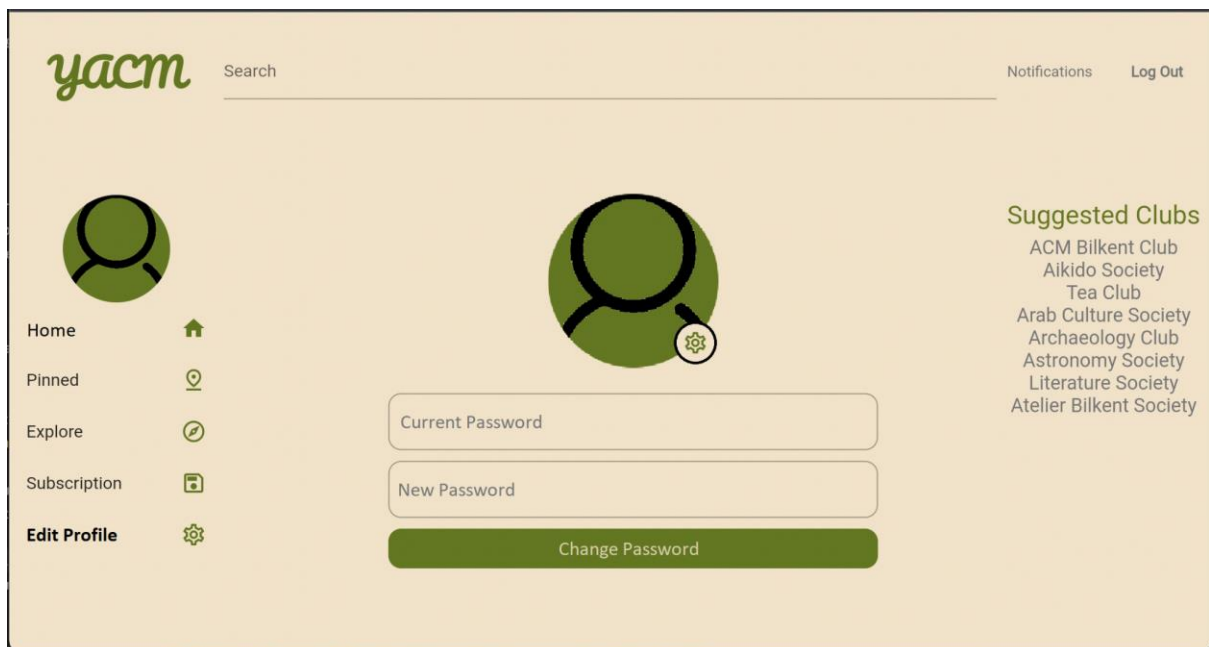 yacm
Search
Notifications
Log Out
Home
Pinned
Explore
Subscription
Edit Profile
Current Password
New Password
Change Password
Suggested Clubs
ACM Bilkent Club
Aikido Society
Tea Club
Arab Culture Society
Archaeology Club
Astronomy Society
Literature Society
Atelier Bilkent Society